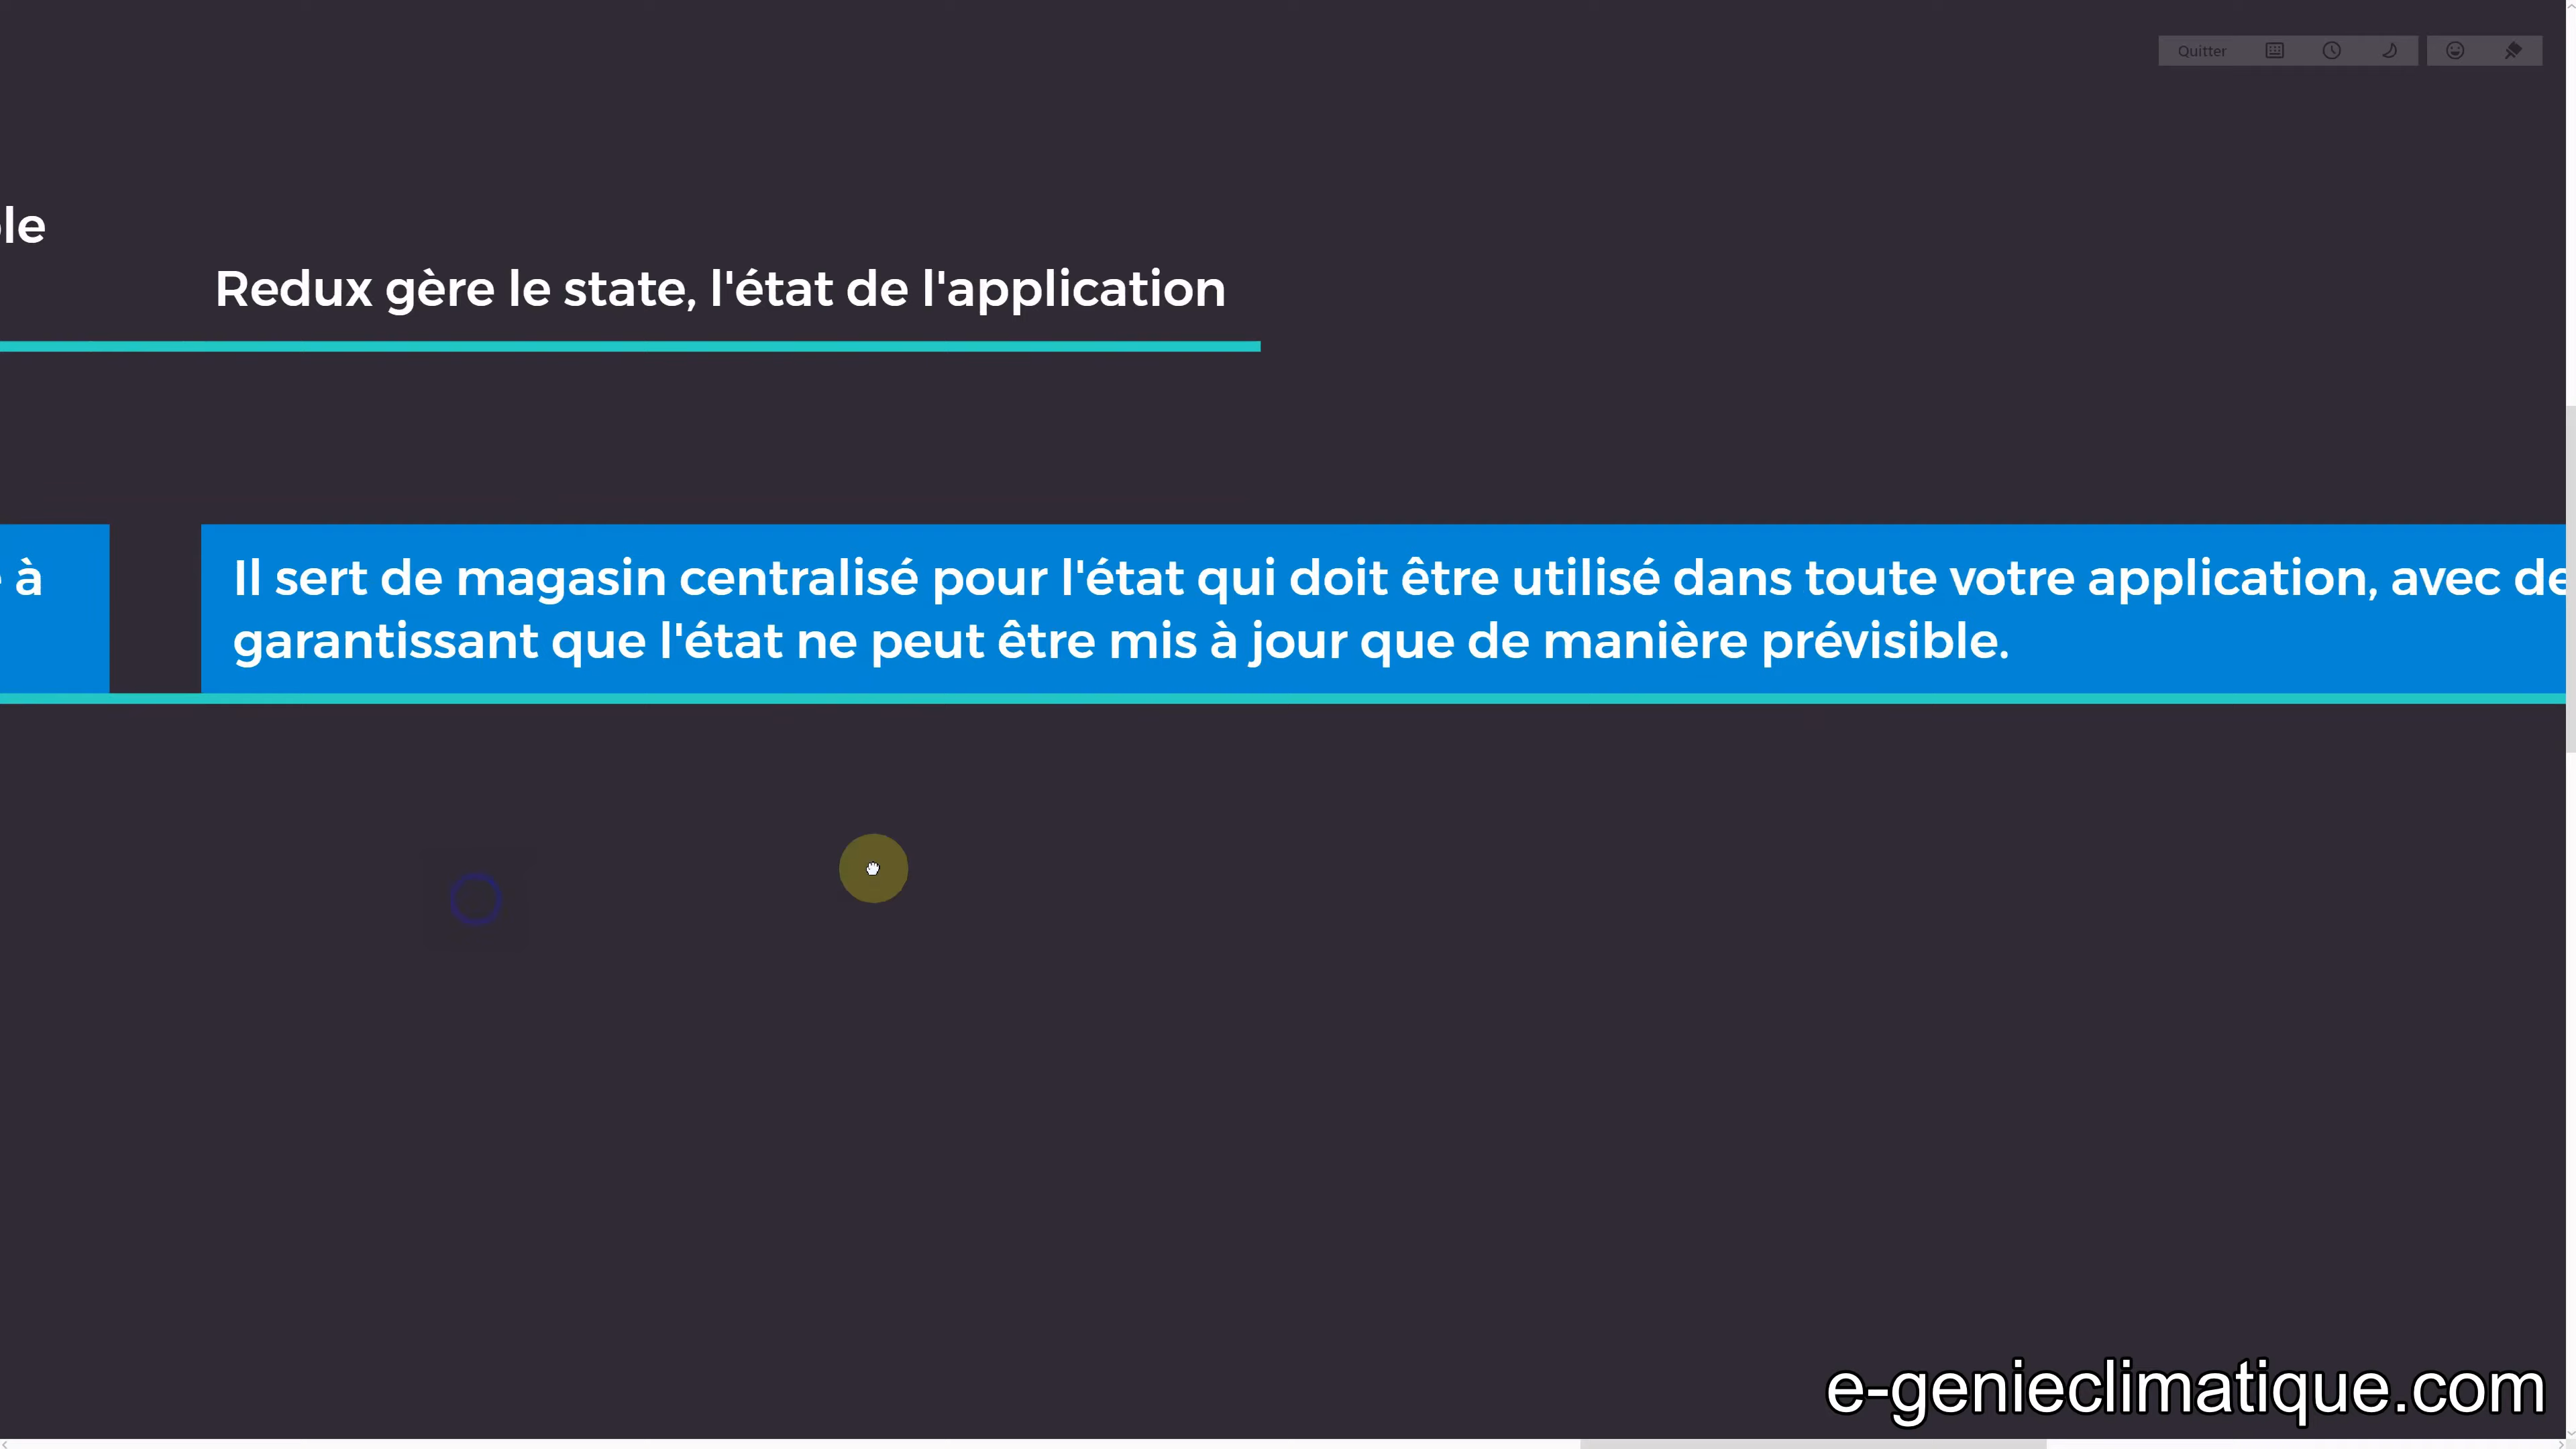 Quitter
Redux gère le state, l'état de l'application
à
Il sert de magasin centralisé pour l'état qui doit être utilisé dans toute votre application, avec
garantissant que l'état ne peut être mis à jour que de manière prévisible.
e-genieclimatique.com